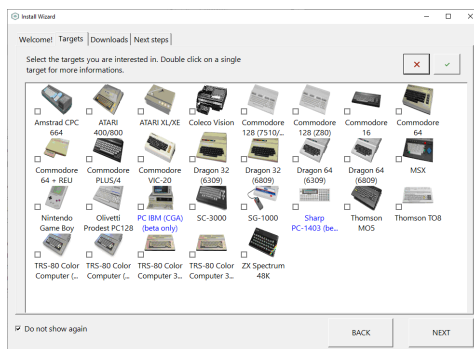 Install Wizard
Welcome! Targets Downloads Next steps
Select the targets you are interested in. Double click on a single
target for more informations.
Amstrad CPC ATARI ATARI XL/XE Coleco Vision Commodore Commodore Commodore Commodore
664 400/800 128 (7510/... 128 (Z80) 16 64
Commodore Commodore Commodore Dragon 32 Dragon 32 Dragon 64 Dragon 64 MSX
64 + REU PLUS/4 VIC-20 (6309) (6809) (6309) (6809)
Nintendo Olivetti PC IBM (CGA) SC-3000 SG-1000 Sharp Thomson Thomson TO8
Game Boy Prodest PC128 (beta only) PC-1403 (be... MO5
TRS-80 Color TRS-80 Color TRS-80 Color TRS-80 Color ZX Spectrum
Computer (... Computer (... Computer 3... Computer 3... 48K
Do not show again
BACK NEXT